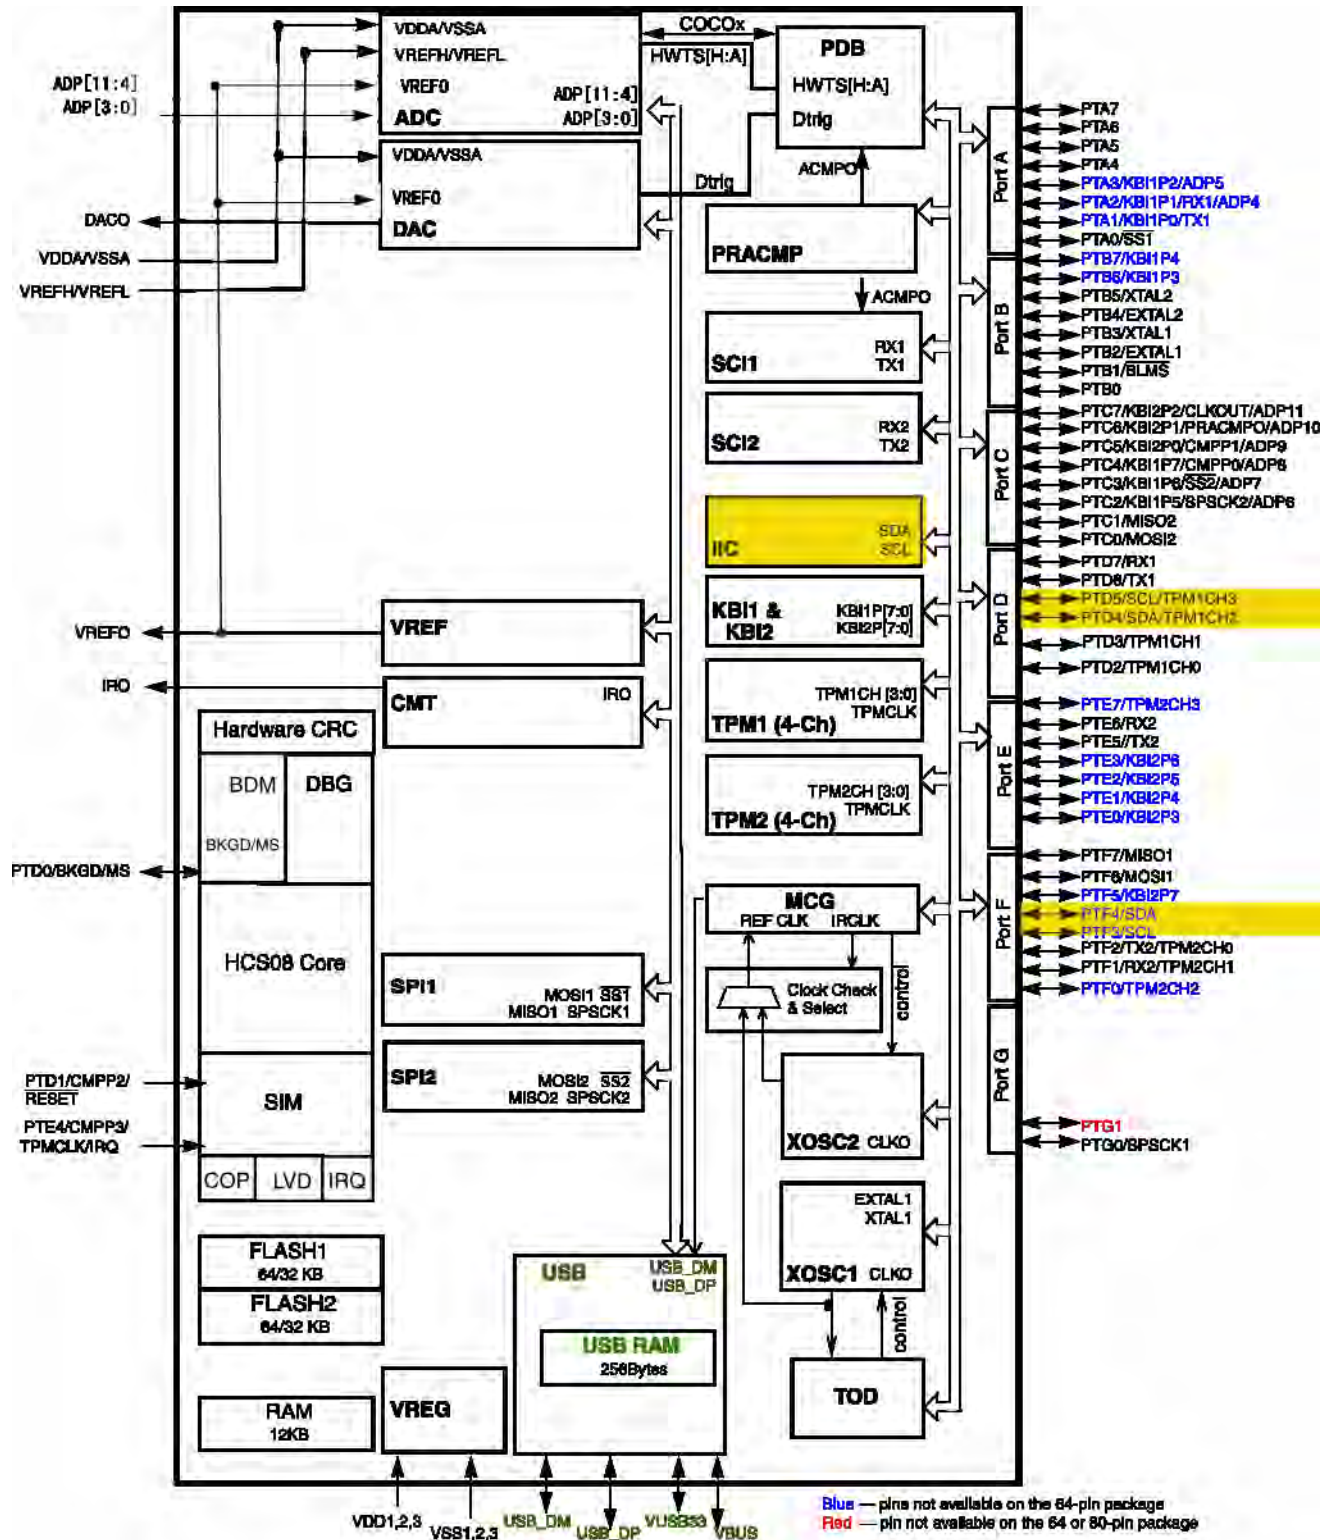 VDDA/VSSA
VREFH/VREFL
VREFO
ADP[11:4]
ADP[3:0]
ADC
ADP[11:4]
ADP[3:0]
COCOx
HWTS[H:A]
PDB
HWTS[H:A]
Dtrig
VDDA/VSSA
VREFO
DAC
Dtrig
ACMPO
DACO
VDDA/VSSA
VREFH/VREFL
PRACMP
ACMPO
SCI1
RX1
TX1
SCI2
RX2
TX2
IIC
SDA
SCL
KBI1 &
KBI2
KBI1P[7:0]
KBI2P[7:0]
TPM1CH [3:0]
TPMCLK
TPM1 (4-Ch)
TPM2CH [3:0]
TPMCLK
TPM2 (4-Ch)
VREFO
VREF
IRO
CMT
IRO
Hardware CRC
BDM
DBG
BKGD/MS
PTD0/BKGD/MS
HCS08 Core
SPI1
MOSI1 SS1
MISO1 SPSCK1
SPI2
MOSI2 SS2
MISO2 SPSCK2
PTD1/CMPP2/
RESET
PTE4/CMPP3/
TPMCLK/IRQ
SIM
COP
LVD
IRQ
MCG
REF CLK
IRCLK
Clock Check
& Select
control
XOSC2
CLKO
EXTAL1
XTAL1
XOSC1
CLKO
control
TOD
FLASH1
64/32 KB
FLASH2
64/32 KB
RAM
12KB
VREG
USB
USB_DM
USB_DP
USB RAM
256Bytes
VDD1,2,3
VSS1,2,3
USB_DM
USB_DP
VUSB33
VBUS
Port A
PTA7
PTA6
PTA5
PTA4
PTA3/KBI1P2/ADP5
PTA2/KBI1P1/RX1/ADP4
PTA1/KBI1P0/TX1
PTA0/SS1
Port B
PTB7/KBI1P4
PTB6/KBI1P3
PTB5/XTAL2
PTB4/EXTAL2
PTB3/XTAL1
PTB2/EXTAL1
PTB1/BLMS
PTB0
Port C
PTC7/KBI2P2/CLKOUT/ADP11
PTC6/KBI2P1/PRACMPO/ADP10
PTC5/KBI2P0/CMPP1/ADP9
PTC4/KBI1P7/CMPP0/ADP8
PTC3/KBI1P6/SS2/ADP7
PTC2/KBI1P5/SPSCK2/ADP6
PTC1/MISO2
PTC0/MOSI2
Port D
PTD7/RX1
PTD6/TX1
PTD5/SCL/TPM1CH3
PTD4/SDA/TPM1CH2
PTD3/TPM1CH1
PTD2/TPM1CH0
Port E
PTE7/TPM2CH3
PTE6/RX2
PTE5//TX2
PTE3/KBI2P6
PTE2/KBI2P5
PTE1/KBI2P4
PTE0/KBI2P3
Port F
PTF7/MISO1
PTF6/MOSI1
PTF5/KBI2P7
PTF4/SDA
PTF3/SCL
PTF2/TX2/TPM2CH0
PTF1/RX2/TPM2CH1
PTF0/TPM2CH2
Port G
PTG1
PTG0/SPSCK1
Blue — pins not available on the 64-pin package
Red — pin not available on the 64 or 80-pin package